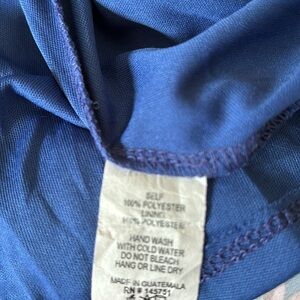 SELF
100% POLYESTER
LINING
100% POLYESTER
HAND WASH
WITH COLD WATER
DO NOT BLEACH
HANG OR LINE DRY
MADE IN GUATEMALA
RN # 145751